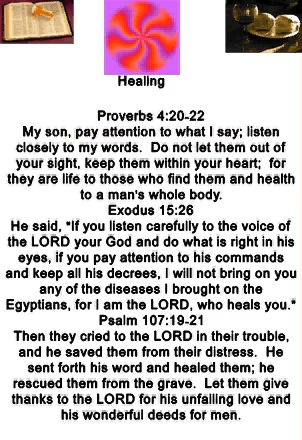 Healing
Proverbs 4:20-22
My son, pay attention to what I say; listen
closely to my words.  Do not let them out of
your sight, keep them within your heart;  for
they are life to those who find them and health
to a man's whole body.
Exodus 15:26
He said, "If you listen carefully to the voice of
the LORD your God and do what is right in his
eyes, if you pay attention to his commands
and keep all his decrees, I will not bring on you
any of the diseases I brought on the
Egyptians, for I am the LORD, who heals you."
Psalm 107:19-21
Then they cried to the LORD in their trouble,
and he saved them from their distress.  He
sent forth his word and healed them; he
rescued them from the grave.  Let them give
thanks to the LORD for his unfailing love and
his wonderful deeds for men.